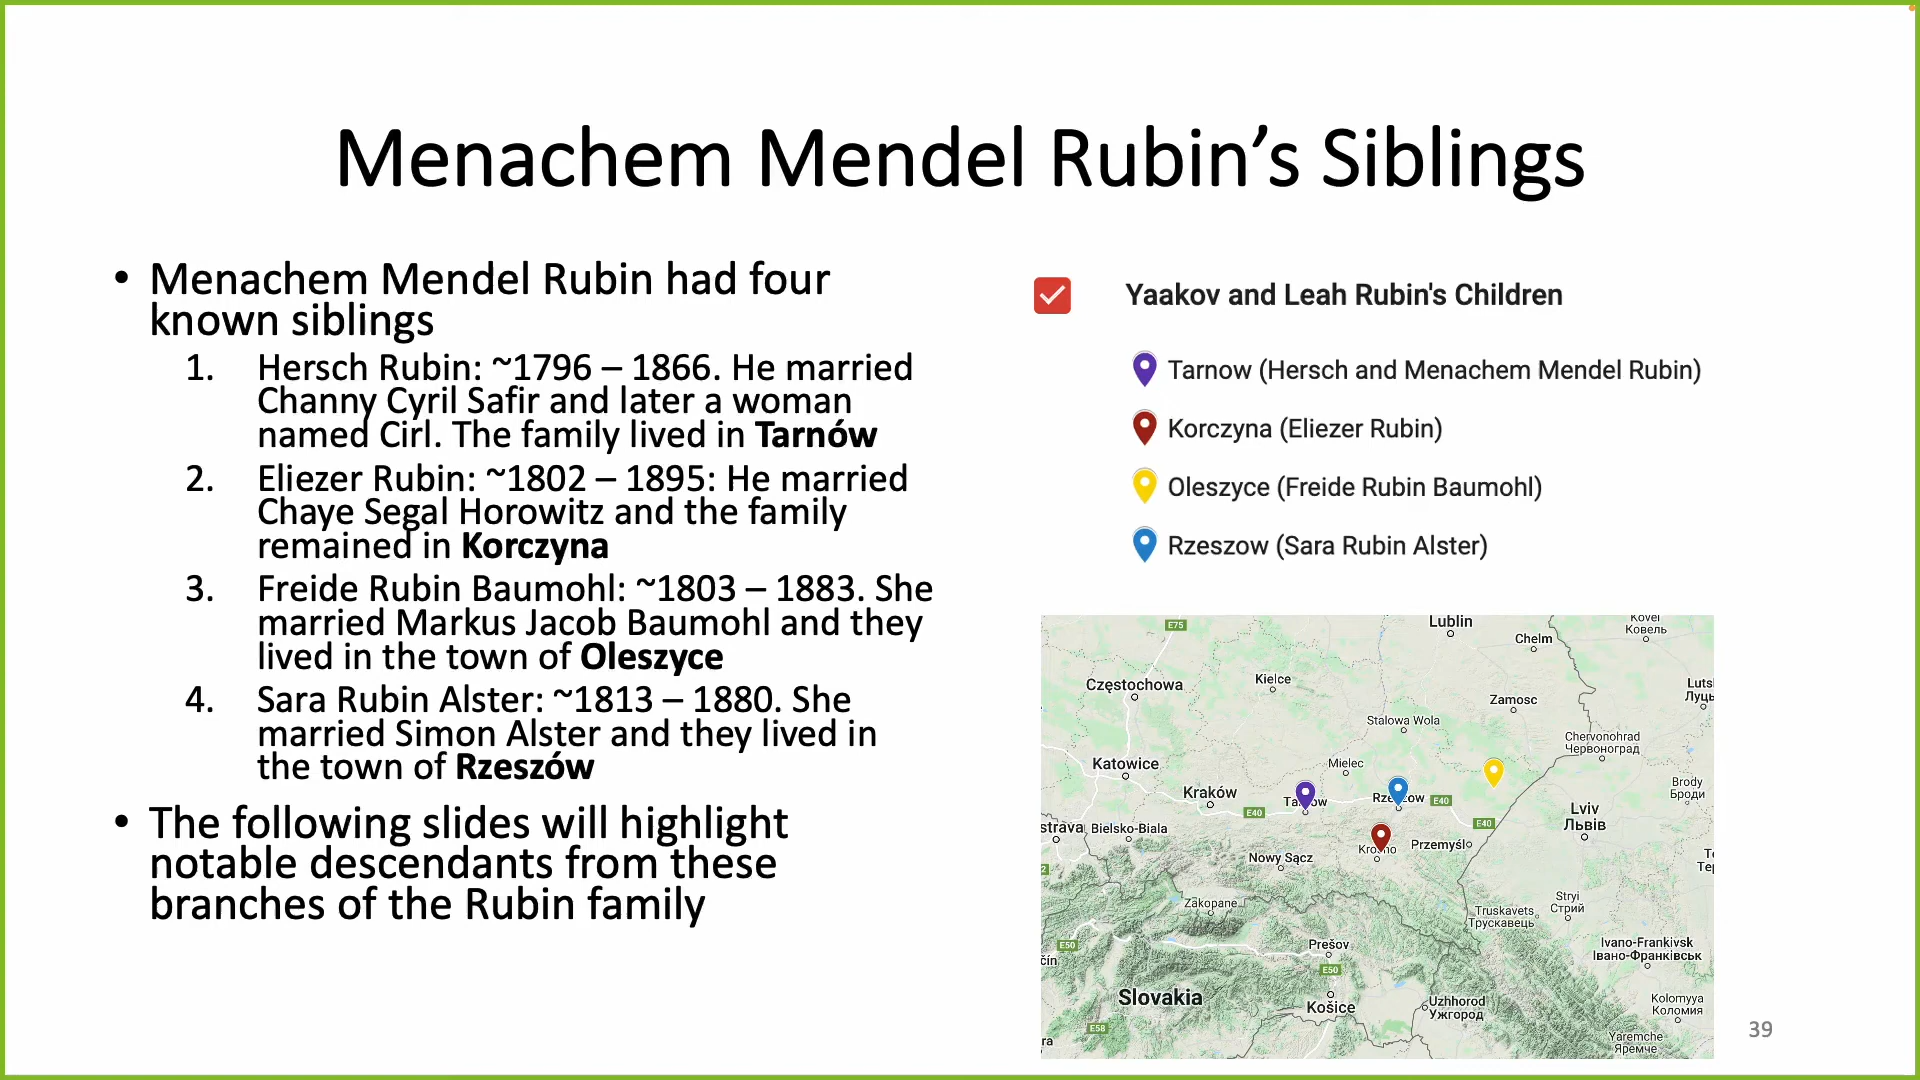 Menachem Mendel Rubin’s Siblings
• Menachem Mendel Rubin had four
known siblings
1. Hersch Rubin: ~1796 – 1866. He married
Channy Cyril Safir and later a woman
named Cirl. The family lived in Tarnów
2. Eliezer Rubin: ~1802 – 1895: He married
Chaye Segal Horowitz and the family
remained in Korczyna
3. Freide Rubin Baumohl: ~1803 – 1883. She
married Markus Jacob Baumohl and they
lived in the town of Oleszyce
4. Sara Rubin Alster: ~1813 – 1880. She
married Simon Alster and they lived in
the town of Rzeszów
• The following slides will highlight
notable descendants from these
branches of the Rubin family
Yaakov and Leah Rubin's Children
Tarnow (Hersch and Menachem Mendel Rubin)
Korczyna (Eliezer Rubin)
Oleszyce (Freide Rubin Baumohl)
Rzeszow (Sara Rubin Alster)
E75
Lublin
Kovel
Ковель
Chelm
Częstochowa
Kielce
Zamosc
Stalowa Wola
Chervonohrad
Червоноград
Katowice
Mielec
Brody
Броди
Kraków
E40
E40
E40
Lviv
Львів
strava
Bielsko-Biala
Nowy Sącz
Przemyśl
Zakopane
Truskavets
Трускавець
Stryi
Стрий
E50
Prešov
E50
Ivano-Frankivsk
Івано-Франківськ
Slovakia
Košice
Uzhhorod
Ужгород
Kolomyya
Коломия
E58
Yaremche
Яремче
39